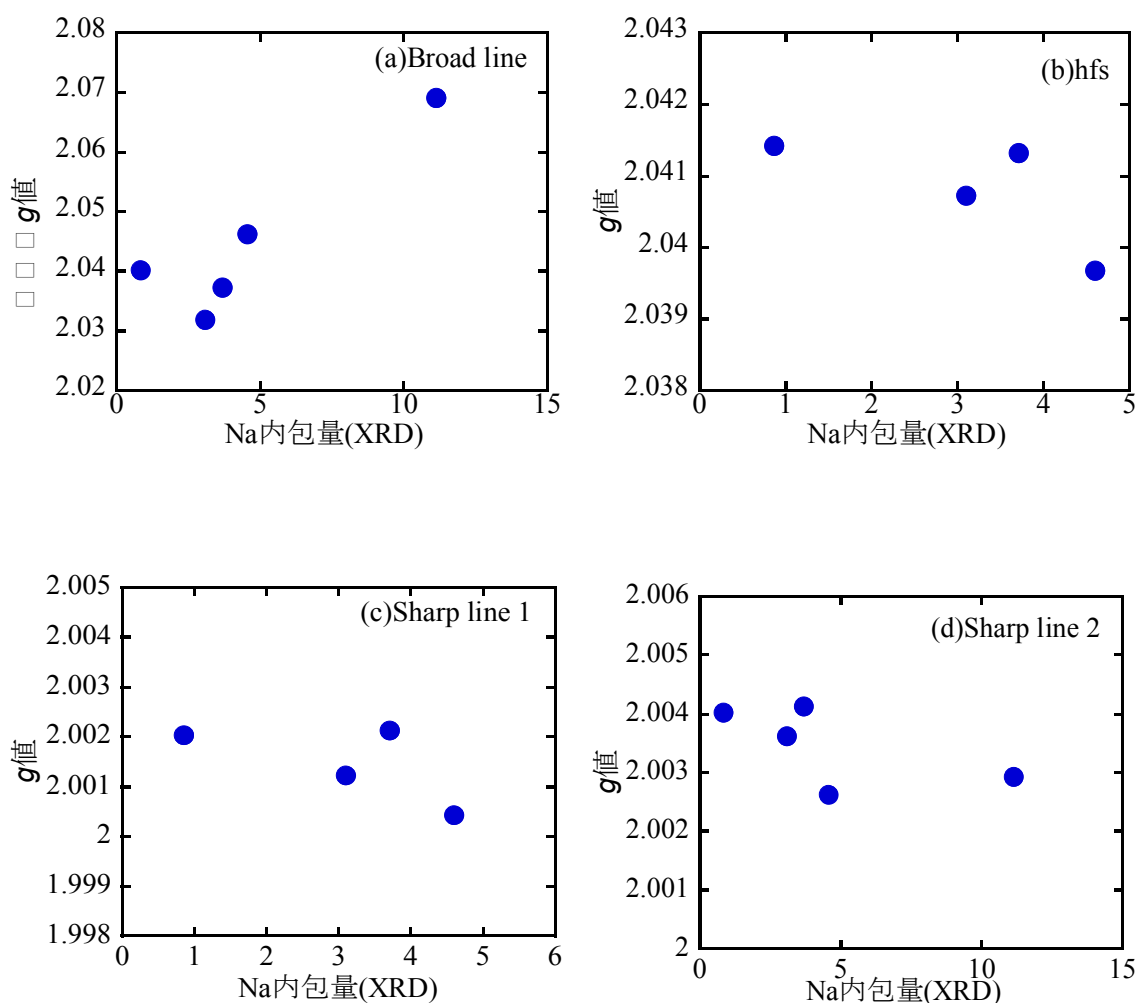 2.08
2.07
2.06
2.05
2.04
2.03
2.02
□ □ □ g値
(a)Broad line
0 5 10 15
Na内包量(XRD)
2.043
2.042
2.041
2.04
2.039
2.038
g値
(b)hfs
0 1 2 3 4 5
Na内包量(XRD)
2.005
2.004
2.003
2.002
2.001
2
1.999
1.998
g値
(c)Sharp line 1
0 1 2 3 4 5 6
Na内包量(XRD)
2.006
2.005
2.004
2.003
2.002
2.001
2
g値
(d)Sharp line 2
0 5 10 15
Na内包量(XRD)